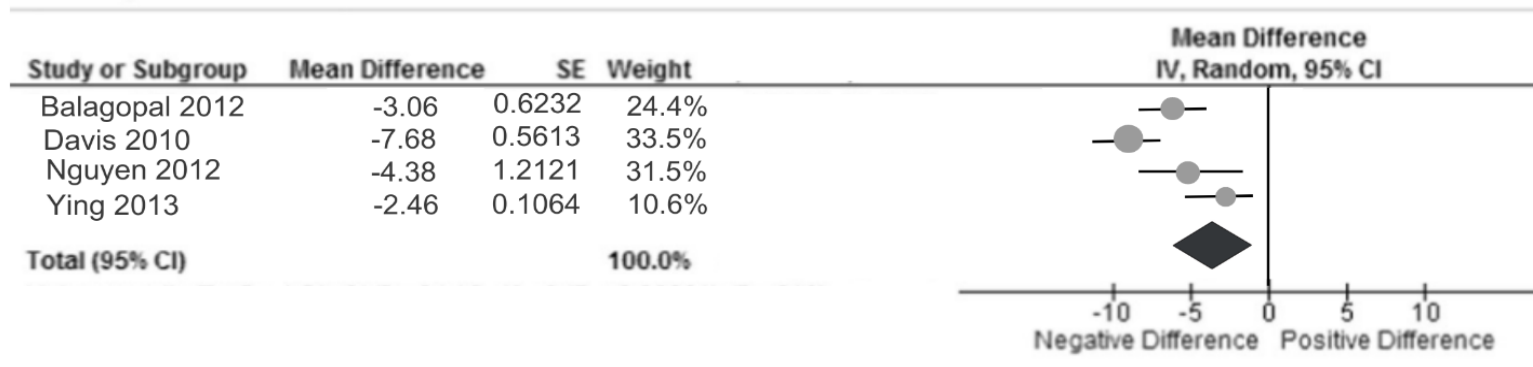 Mean Difference
Study or Subgroup Mean Difference SE Weight IV, Random, 95% CI
Balagopal 2012 -3.06 0.6232 24.4%
Davis 2010 -7.68 0.5613 33.5%
Nguyen 2012 -4.38 1.2121 31.5%
Ying 2013 -2.46 0.1064 10.6%
Total (95% CI) 100.0%
-10 -5 0 5 10
Negative Difference Positive Difference